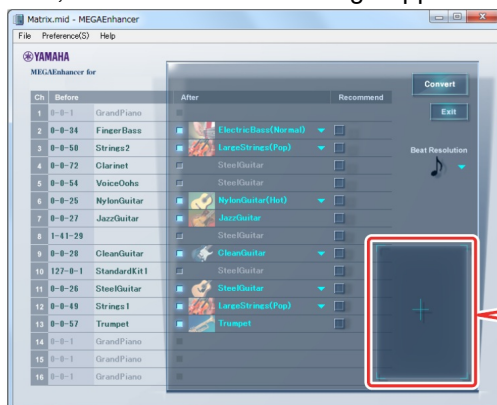 Matrix.mid - MEGAEnhancer
File Preference(S) Help
YAMAHA
MEGAEnhancer for
Convert
Exit
Beat Resolution
Ch Before After Recommend
1 0-0-1 GrandPiano
2 0-0-34 FingerBass ElectricBass(Normal)
3 0-0-50 Strings2 LargeStrings(Pop)
4 0-0-72 Clarinet SteelGuitar
5 0-0-54 VoiceOohs SteelGuitar
6 0-0-25 NylonGuitar NylonGuitar(Hot)
7 0-0-27 JazzGuitar JazzGuitar
8 1-41-29 SteelGuitar
9 0-0-28 CleanGuitar CleanGuitar
10 127-0-1 StandardKit1 SteelGuitar
11 0-0-26 SteelGuitar SteelGuitar
12 0-0-49 Strings1 LargeStrings(Pop)
13 0-0-57 Trumpet Trumpet
14 0-0-1 GrandPiano
15 0-0-1 GrandPiano
16 0-0-1 GrandPiano